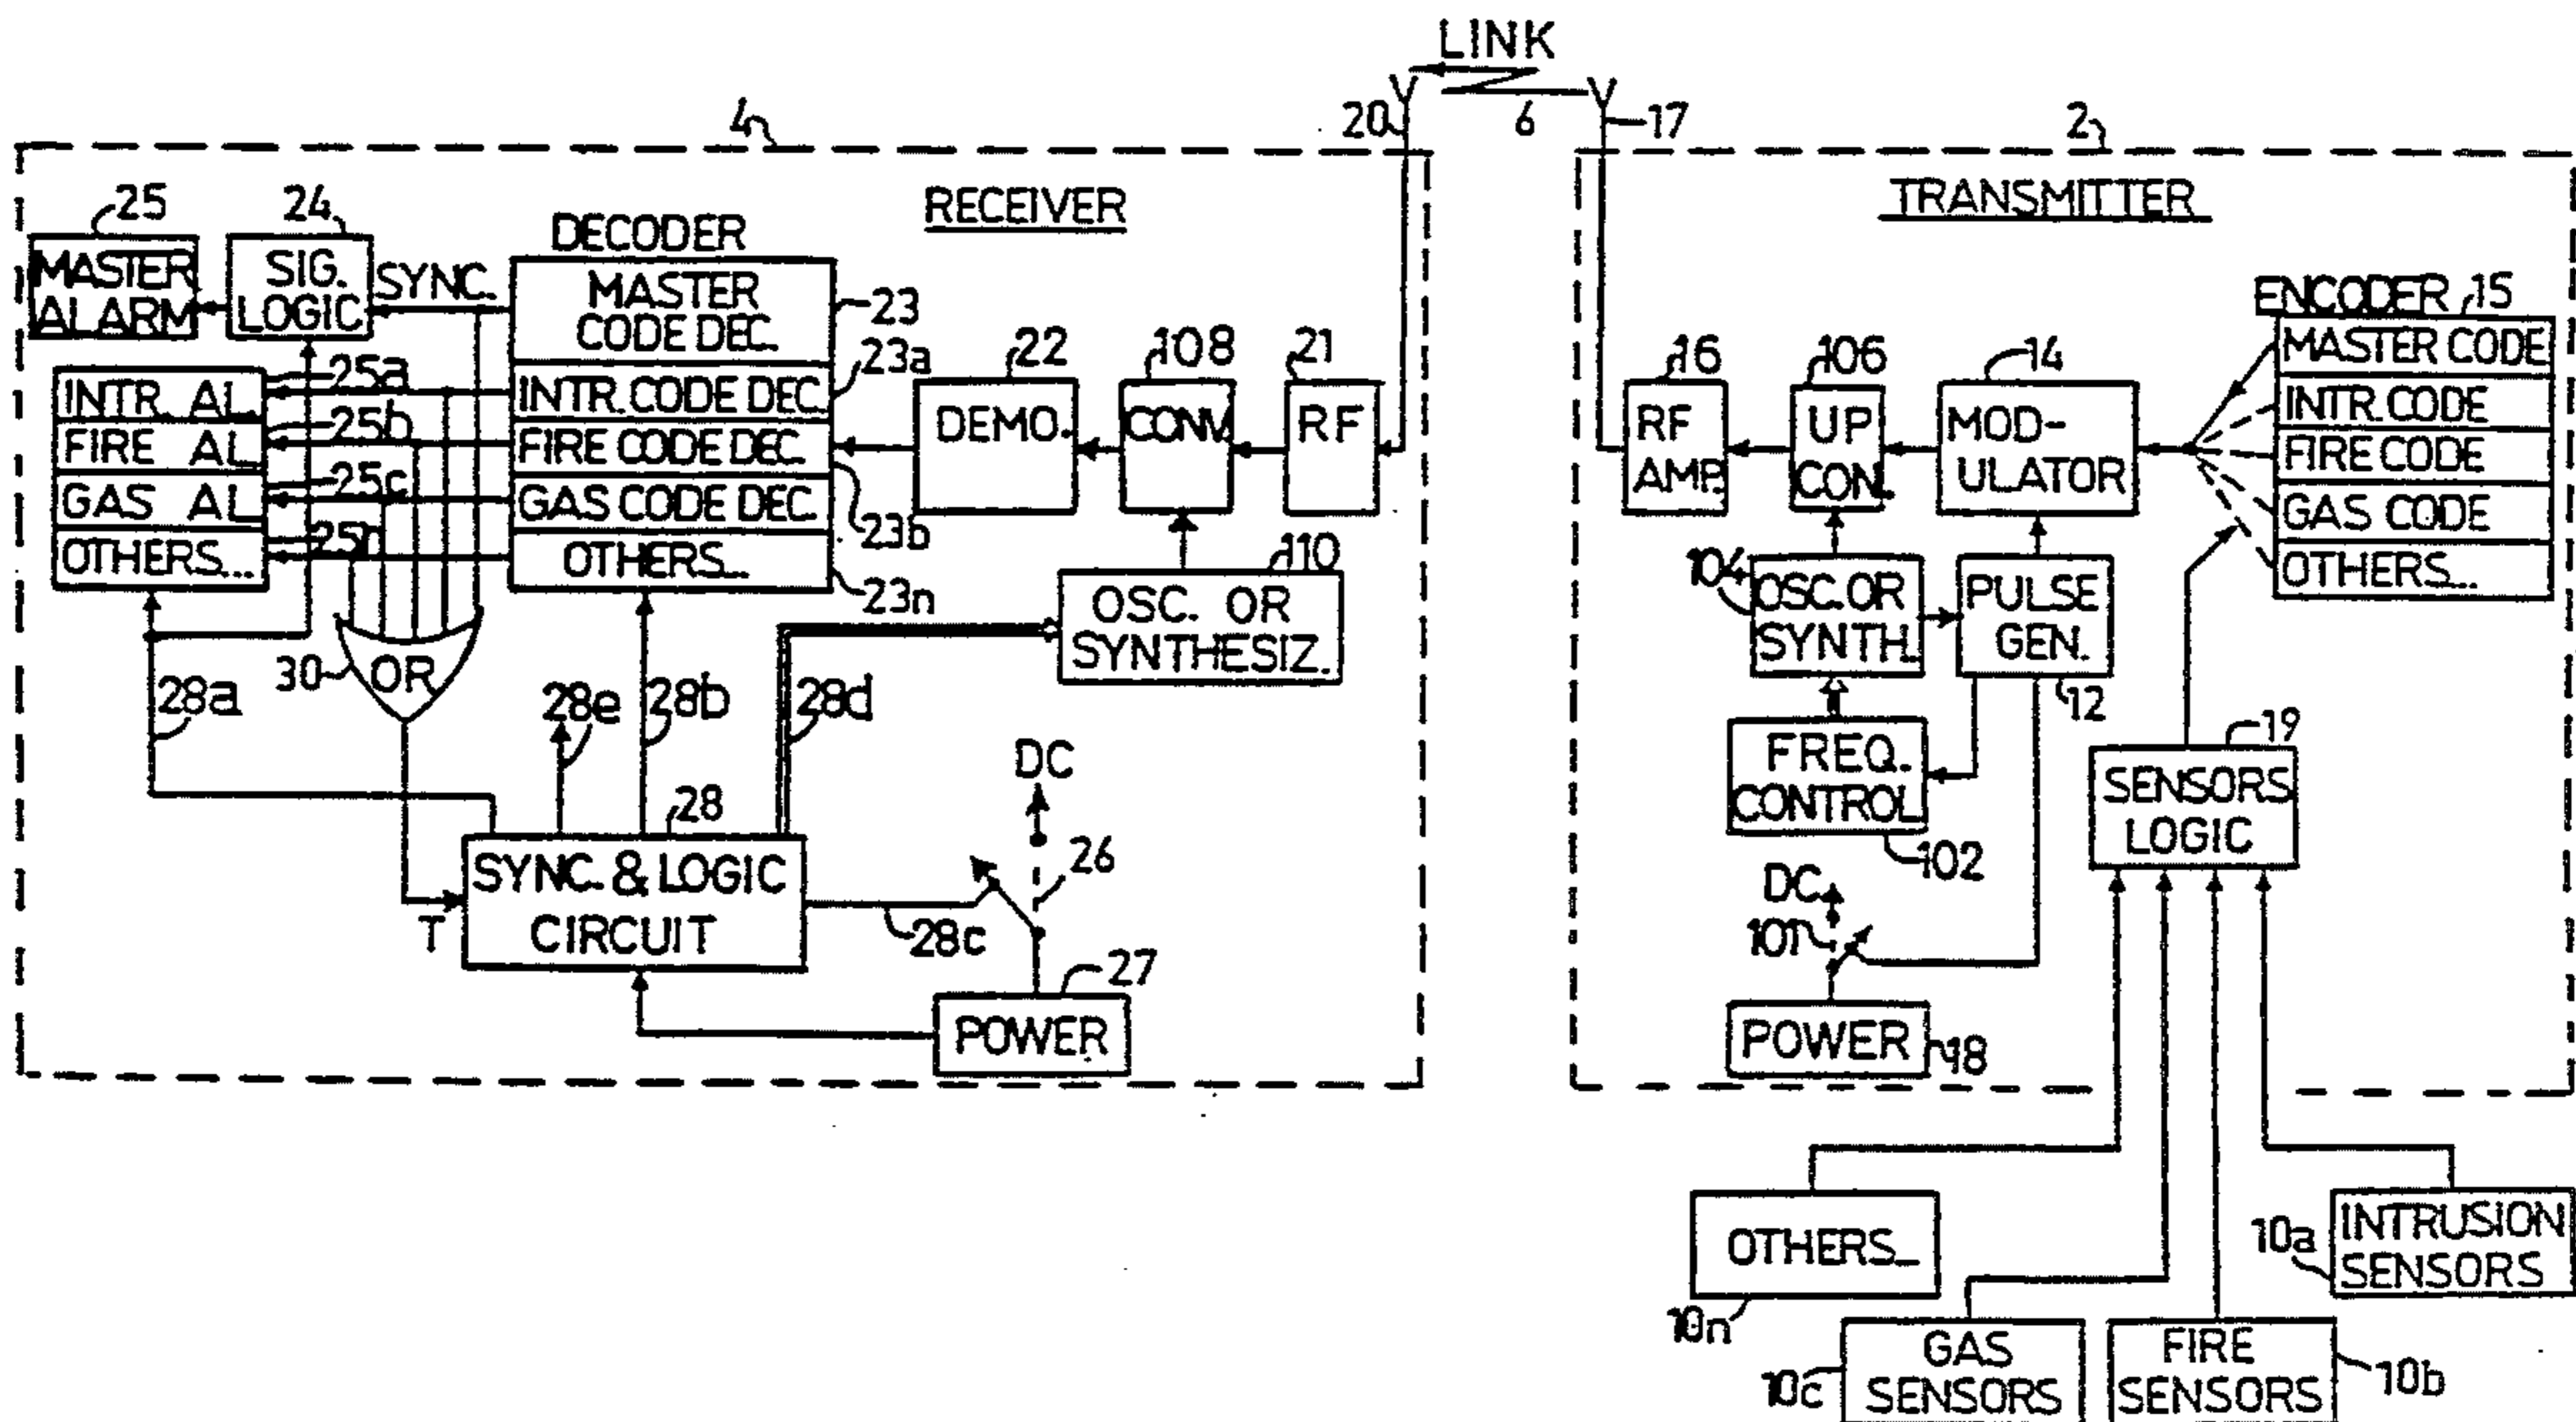 LINK
6
20
17
4
2
RECEIVER
25
24
MASTER
ALARM
SIG.
LOGIC
SYNC.
DECODER
MASTER
CODE DEC.
23
INTR. CODE DEC.
23a
FIRE CODE DEC.
23b
GAS CODE DEC.
OTHERS...
23n
INTR. AL.
25a
FIRE AL.
25b
GAS AL.
25c
OTHERS...
25n
22
DEMO.
108
CONV.
21
RF
110
OSC. OR
SYNTHESIZ.
30
OR
28a
28e
28b
28d
28
T
SYNC. & LOGIC
CIRCUIT
28c
DC
26
27
POWER
TRANSMITTER
ENCODER 15
MASTER CODE
INTR. CODE
FIRE CODE
GAS CODE
OTHERS...
16
RF
AMP.
106
UP
CON.
14
MOD-
ULATOR
104
OSC. OR
SYNTH.
PULSE
GEN.
12
FREQ.
CONTROL
102
DC
101
POWER
18
19
SENSORS
LOGIC
OTHERS...
10n
GAS
SENSORS
10c
FIRE
SENSORS
10b
INTRUSION
SENSORS
10a